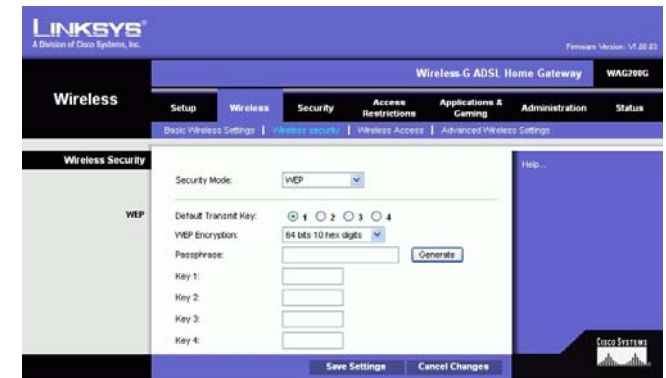 LINKSYS®
A Division of Cisco Systems, Inc.
Firmware Version: V1.00.03
Wireless-G ADSL Home Gateway WAG200G
Wireless
Setup Wireless Security Access Restrictions Applications & Gaming Administration Status
Basic Wireless Settings | Wireless security | Wireless Access | Advanced Wireless Settings
Wireless Security
Help...
Security Mode: WEP
WEP
Default Transmit Key: 1 2 3 4
WEP Encryption: 64 bits 10 hex digits
Passphrase: Generate
Key 1:
Key 2:
Key 3:
Key 4:
CISCO SYSTEMS
Save Settings Cancel Changes